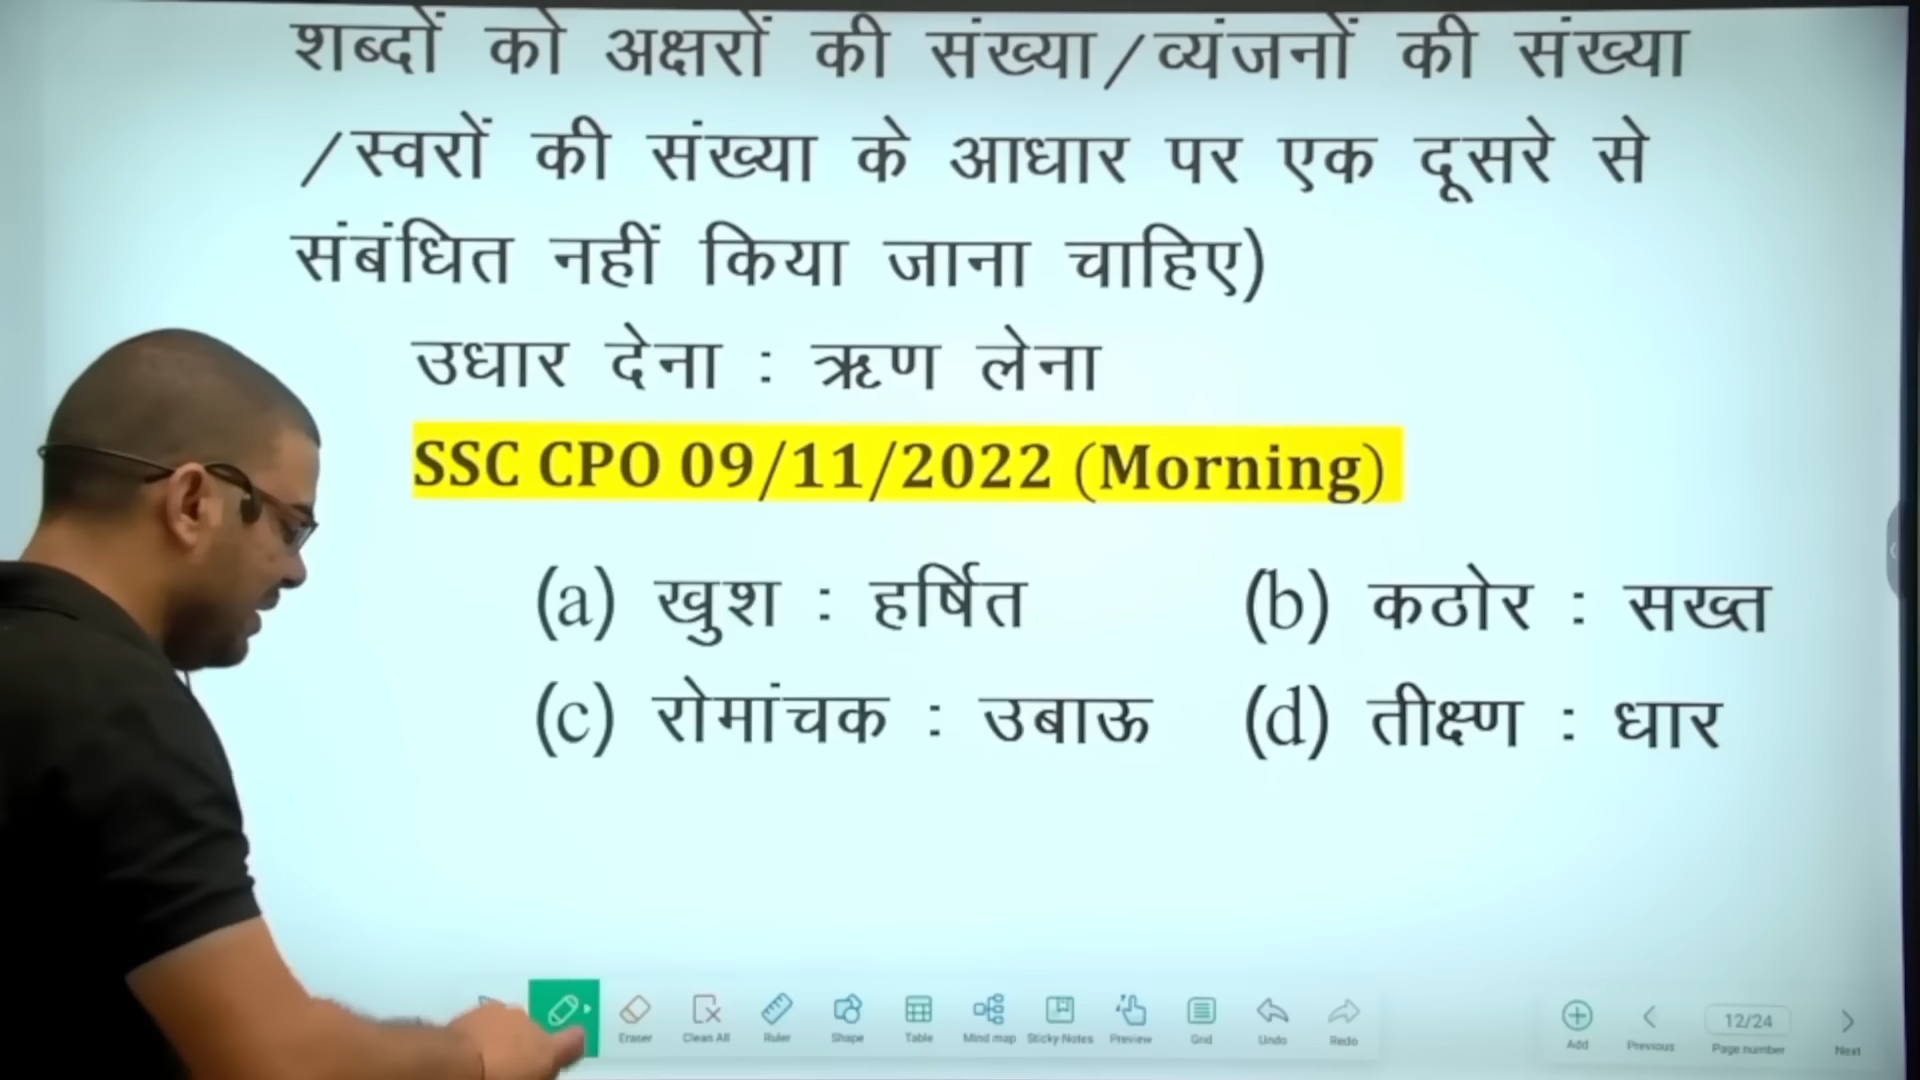 शब्दों को अक्षरों की संख्या/व्यंजनों की संख्या
/स्वरों की संख्या के आधार पर एक दूसरे से
संबंधित नहीं किया जाना चाहिए)
उधार देना : ऋण लेना
SSC CPO 09/11/2022 (Morning)
(a) खुश : हर्षित (b) कठोर : सख्त
(c) रोमांचक : उबाऊ (d) तीक्ष्ण : धार
Eraser Clean All Ruler Shape Table Mind map Sticky Notes Preview Grid Undo Redo Add Previous 12/24 Page number Next